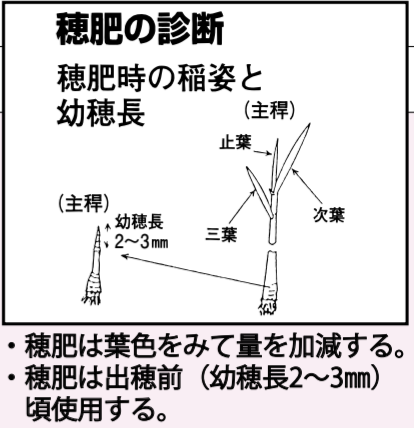 穂肥の診断
穂肥時の稲姿と
幼穂長
(主稈)
止葉
次葉
三葉
(主稈)
幼穂長
2〜3㎜
・穂肥は葉色をみて量を加減する。
・穂肥は出穂前（幼穂長2〜3㎜）
頃使用する。